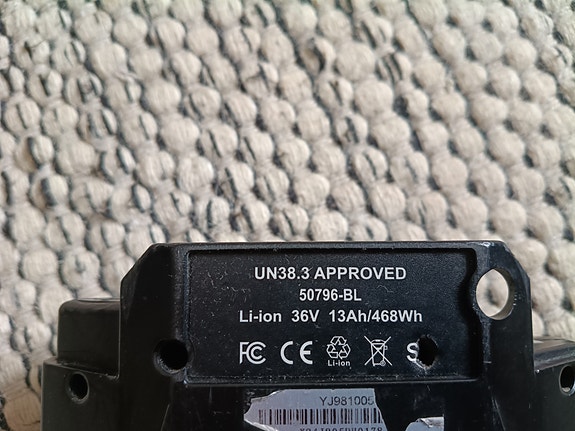 UN38.3 APPROVED
50796-BL
Li-ion 36V 13Ah/468Wh
FC CE Li-ion S
YJ981005